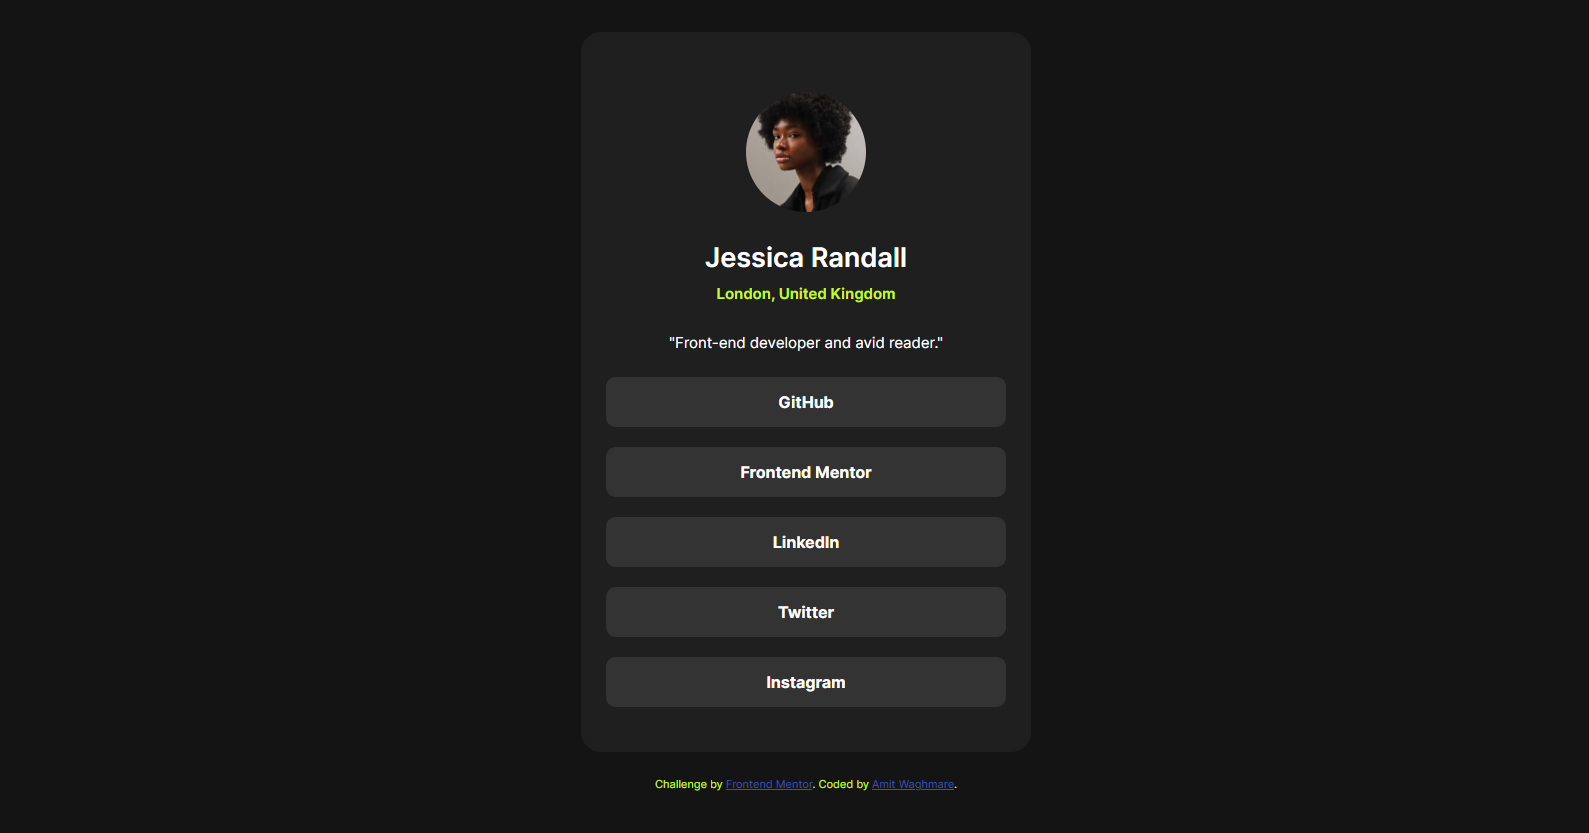 Jessica Randall
London, United Kingdom
"Front-end developer and avid reader."
GitHub
Frontend Mentor
LinkedIn
Twitter
Instagram
Challenge by Frontend Mentor. Coded by Amit Waghmare.